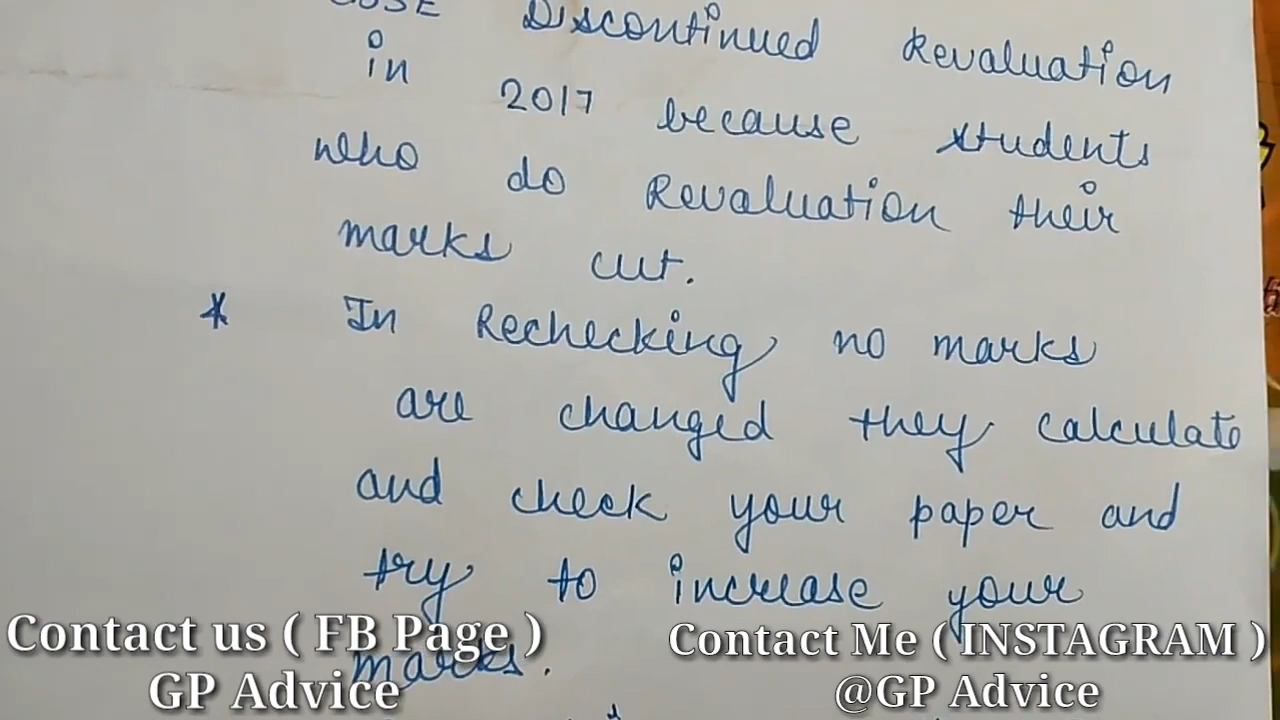 Discontinued Revaluation
in 2017 because students
who do Revaluation their
marks cut.
* In Rechecking no marks
are changed they calculate
and check your paper and
try to increase your
marks.
Contact us ( FB Page )
GP Advice
Contact Me ( INSTAGRAM )
@GP Advice